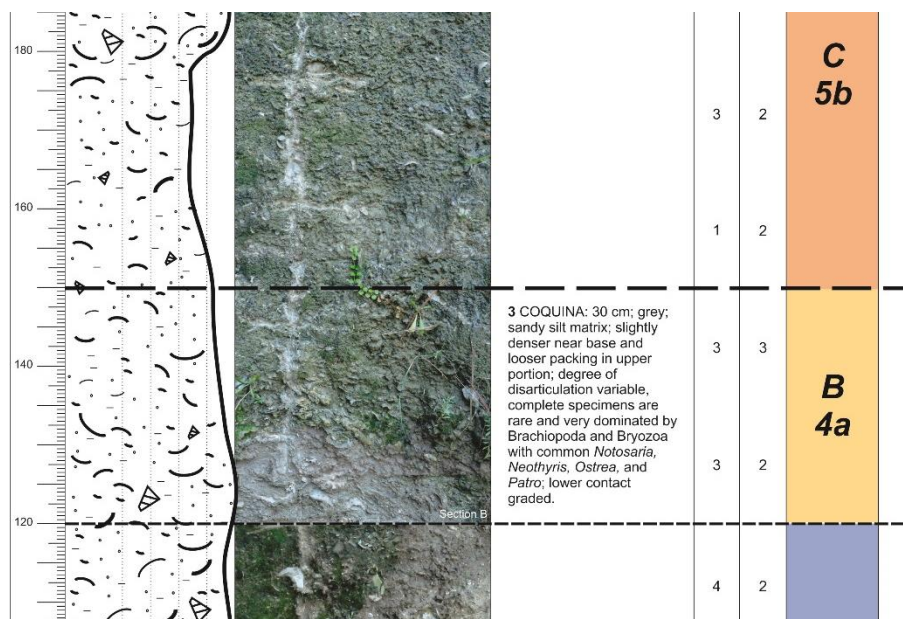 180
C
5b
3 2
160
1 2
3 COQUINA: 30 cm; grey;
sandy silt matrix; slightly
denser near base and
looser packing in upper
portion; degree of
disarticulation variable,
complete specimens are
rare and very dominated by
Brachiopoda and Bryozoa
with common Notosaria,
Neothyris, Ostrea, and
Patro; lower contact
graded.
140
3 3
B
4a
3 2
Section B
120
4 2